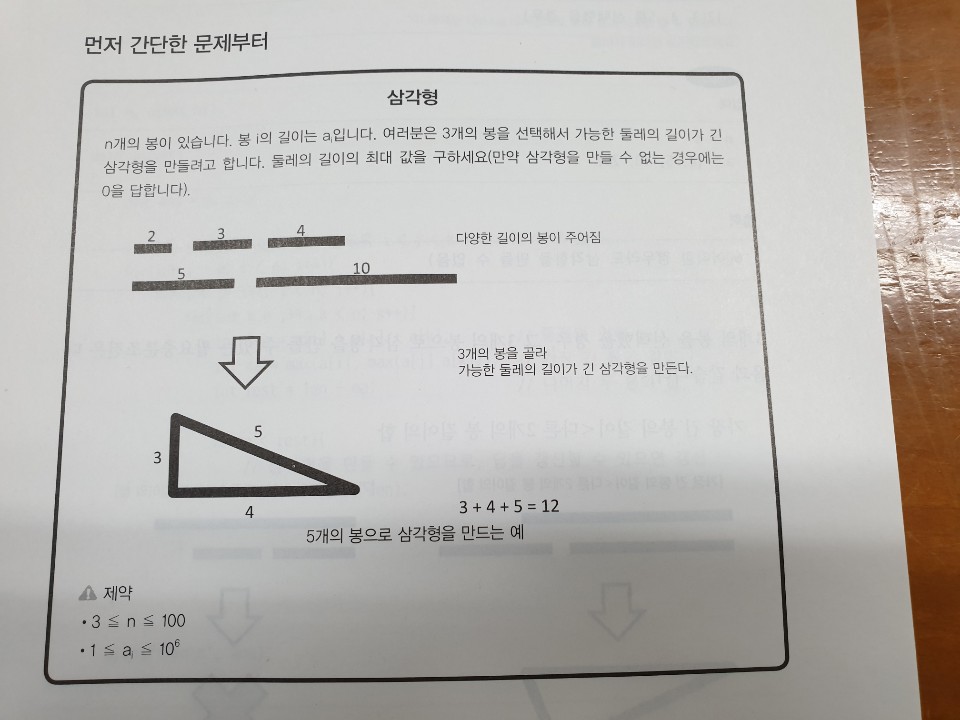 먼저 간단한 문제부터
삼각형
n개의 봉이 있습니다. 봉 i의 길이는 aᵢ입니다. 여러분은 3개의 봉을 선택해서 가능한 둘레의 길이가 긴
삼각형을 만들려고 합니다. 둘레의 길이의 최대 값을 구하세요(만약 삼각형을 만들 수 없는 경우에는
0을 답합니다).
2 3 4
다양한 길이의 봉이 주어짐
5 10
3개의 봉을 골라
가능한 둘레의 길이가 긴 삼각형을 만든다.
5
3
4
3 + 4 + 5 = 12
5개의 봉으로 삼각형을 만드는 예
제약
• 3 ≦ n ≦ 100
• 1 ≦ aᵢ ≦ 10⁶